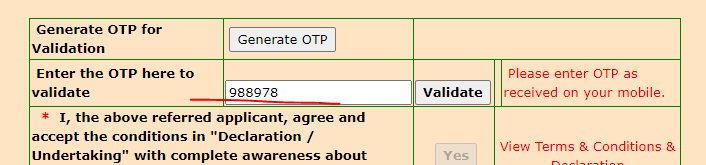 Generate OTP for
Validation
Generate OTP
Enter the OTP here to
validate
988978
Validate
Please enter OTP as
received on your mobile.
* I, the above referred applicant, agree and
accept the conditions in "Declaration /
Undertaking" with complete awareness about
Yes
View Terms & Conditions &
Declaration